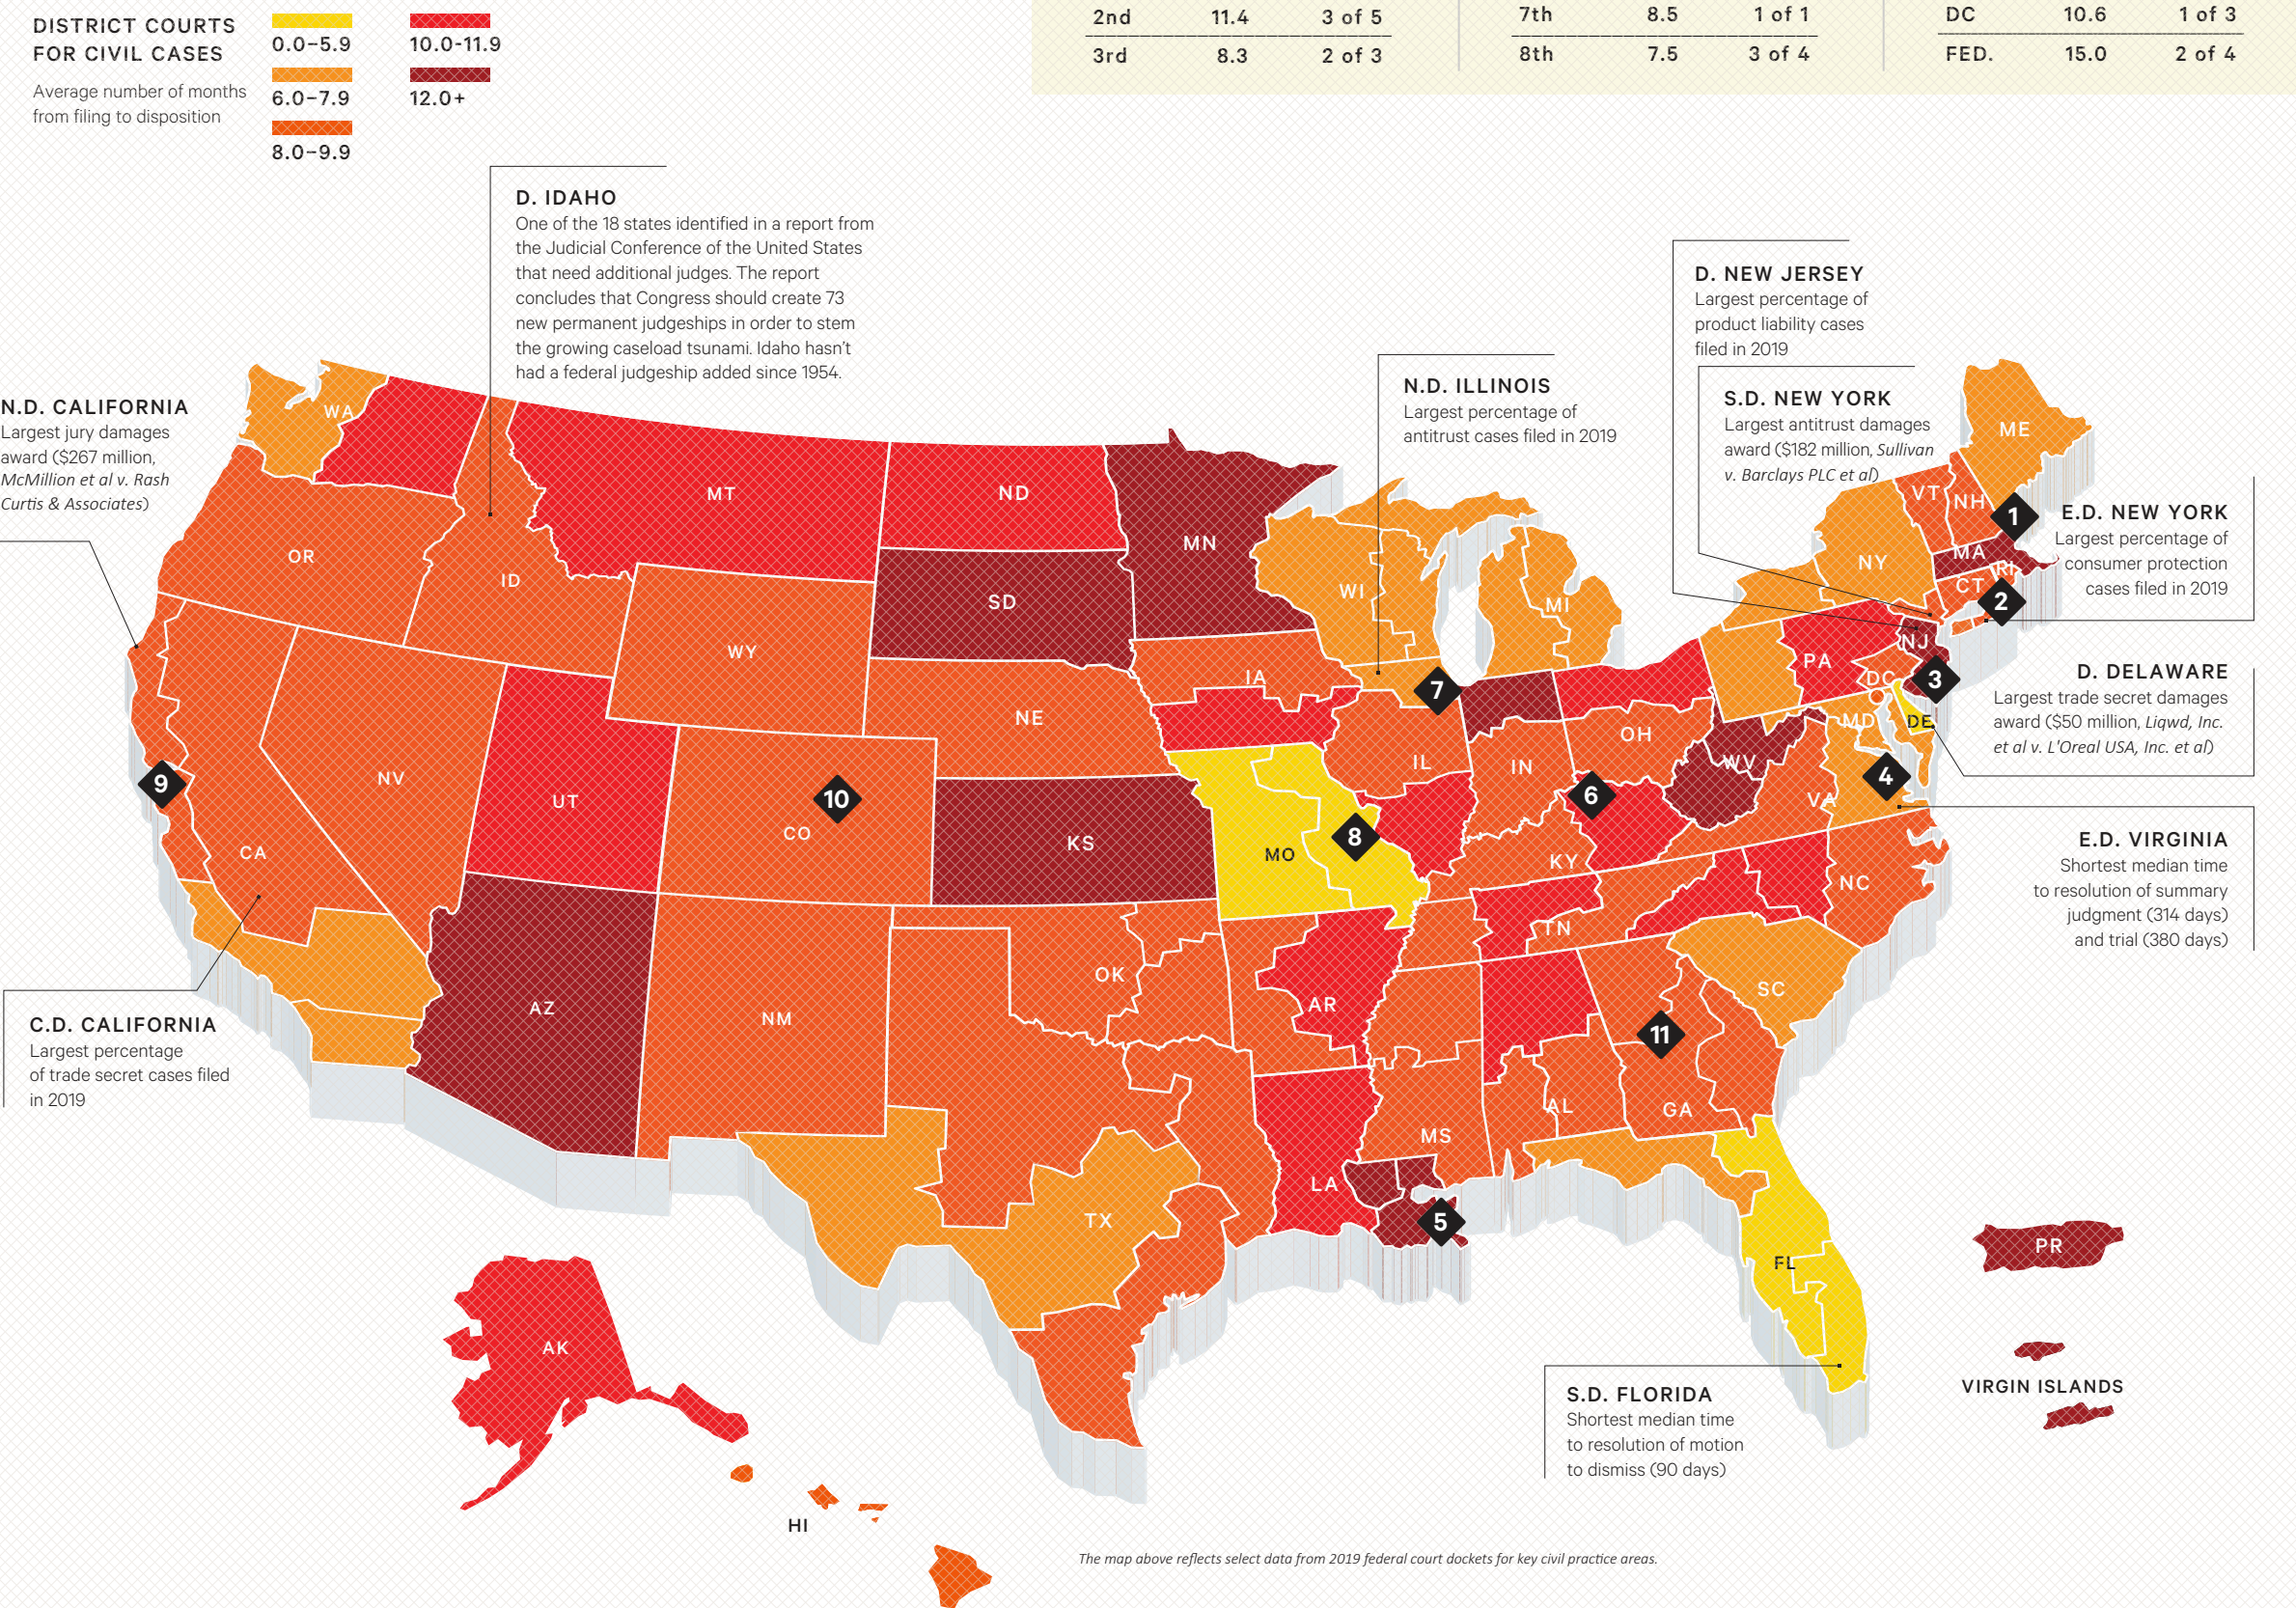 DISTRICT COURTS
FOR CIVIL CASES
Average number of months
from filing to disposition
0.0–5.9
6.0–7.9
8.0–9.9
10.0-11.9
12.0+
2nd 11.4 3 of 5
3rd 8.3 2 of 3
7th 8.5 1 of 1
8th 7.5 3 of 4
DC 10.6 1 of 3
FED. 15.0 2 of 4
D. IDAHO
One of the 18 states identified in a report from
the Judicial Conference of the United States
that need additional judges. The report
concludes that Congress should create 73
new permanent judgeships in order to stem
the growing caseload tsunami. Idaho hasn't
had a federal judgeship added since 1954.
N.D. CALIFORNIA
Largest jury damages
award ($267 million,
McMillion et al v. Rash
Curtis & Associates)
N.D. ILLINOIS
Largest percentage of
antitrust cases filed in 2019
D. NEW JERSEY
Largest percentage of
product liability cases
filed in 2019
S.D. NEW YORK
Largest antitrust damages
award ($182 million, Sullivan
v. Barclays PLC et al)
E.D. NEW YORK
Largest percentage of
consumer protection
cases filed in 2019
D. DELAWARE
Largest trade secret damages
award ($50 million, Liqwd, Inc.
et al v. L'Oreal USA, Inc. et al)
E.D. VIRGINIA
Shortest median time
to resolution of summary
judgment (314 days)
and trial (380 days)
C.D. CALIFORNIA
Largest percentage
of trade secret cases filed
in 2019
S.D. FLORIDA
Shortest median time
to resolution of motion
to dismiss (90 days)
WA
MT
ND
MN
ME
VT
NH
1
OR
ID
SD
WI
MI
NY
MA
RI
CT
2
WY
IA
NJ
PA
3
DC
7
NE
OH
MD
DE
NV
UT
9
10
CO
KS
IL
IN
WV
4
6
VA
CA
MO
8
KY
NC
TN
AZ
NM
OK
AR
SC
11
AL
GA
MS
LA
5
TX
FL
PR
AK
HI
VIRGIN ISLANDS
The map above reflects select data from 2019 federal court dockets for key civil practice areas.